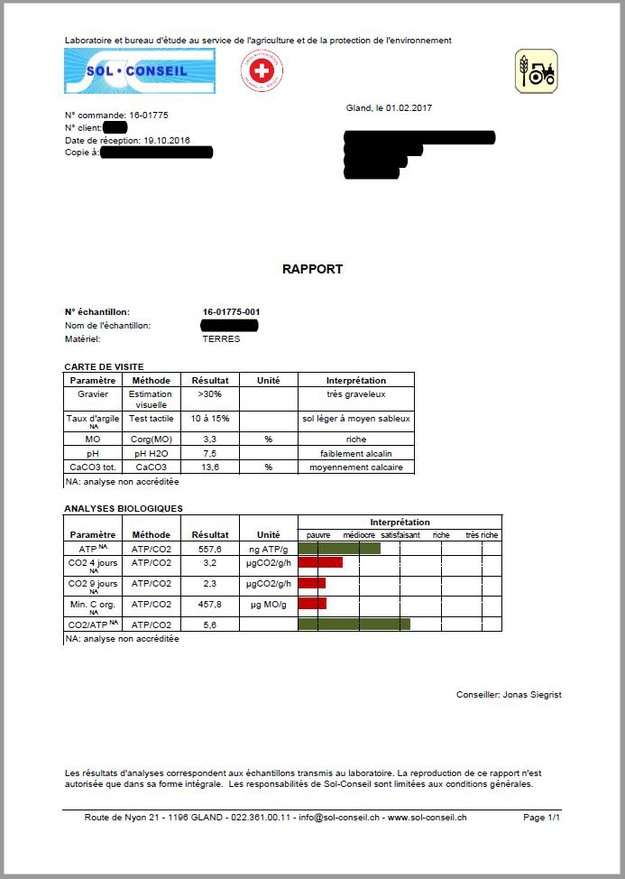 Laboratoire et bureau d'étude au service de l'agriculture et de la protection de l'environnement
SOL • CONSEIL
Gland, le 01.02.2017
N° commande: 16-01775
N° client:
Date de réception: 19.10.2016
Copie à:
RAPPORT
N° échantillon: 16-01775-001
Nom de l'échantillon:
Matériel: TERRES
CARTE DE VISITE
Paramètre Méthode Résultat Unité Interprétation
Gravier Estimation visuelle >30% très graveleux
Taux d'argile NA Test tactile 10 à 15% sol léger à moyen sableux
MO Corg(MO) 3,3 % riche
pH pH H2O 7,5 faiblement alcalin
CaCO3 tot. CaCO3 13,6 % moyennement calcaire
NA: analyse non accréditée
ANALYSES BIOLOGIQUES
Interprétation
Paramètre Méthode Résultat Unité pauvre médiocre satisfaisant riche très riche
ATP NA ATP/CO2 557,6 ng ATP/g
CO2 4 jours NA ATP/CO2 3,2 µgCO2/g/h
CO2 9 jours NA ATP/CO2 2,3 µgCO2/g/h
Min. C org. NA ATP/CO2 457,8 µg MO/g
CO2/ATP NA ATP/CO2 5,6
NA: analyse non accréditée
Conseiller: Jonas Siegrist
Les résultats d'analyses correspondent aux échantillons transmis au laboratoire. La reproduction de ce rapport n'est
autorisée que dans sa forme intégrale. Les responsabilités de Sol-Conseil sont limitées aux conditions générales.
Route de Nyon 21 - 1196 GLAND - 022.361.00.11 - info@sol-conseil.ch - www.sol-conseil.ch Page 1/1